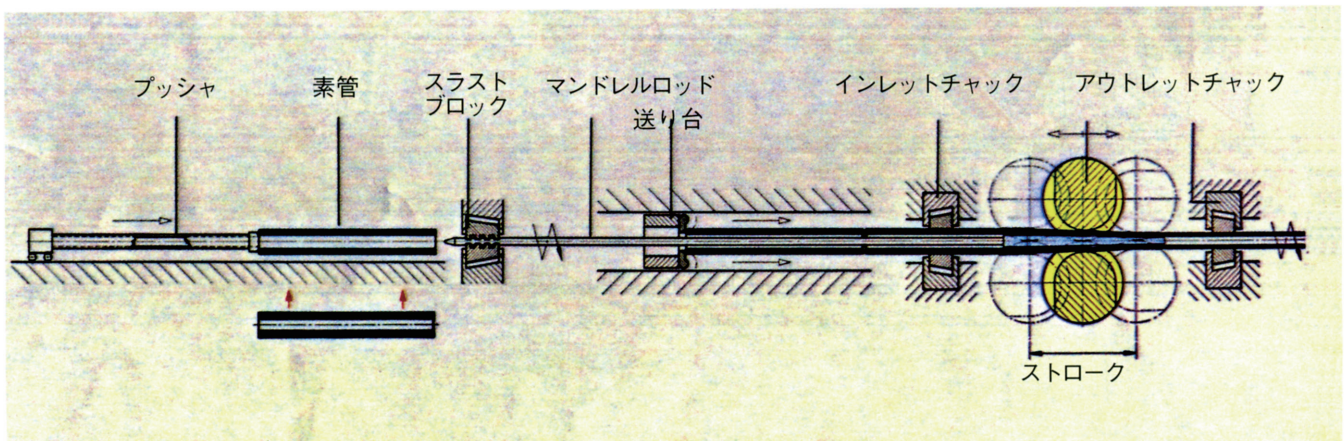 プッシャ
素管
スラスト
ブロック
マンドレルロッド
送り台
インレットチャック
アウトレットチャック
ストローク